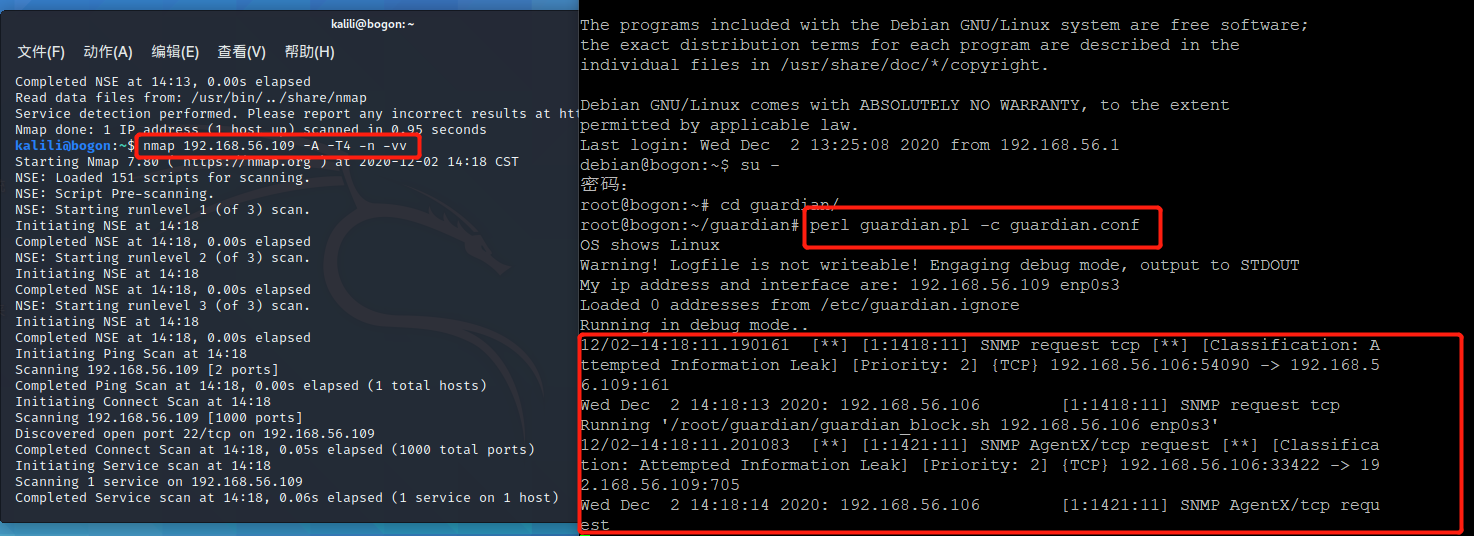 kalili@bogon: ~
文件(F) 动作(A) 编辑(E) 查看(V) 帮助(H)
Completed NSE at 14:13, 0.00s elapsed
Read data files from: /usr/bin/../share/nmap
Service detection performed. Please report any incorrect results at htt
Nmap done: 1 IP address (1 host up) scanned in 0.95 seconds
kalili@bogon:~$ nmap 192.168.56.109 -A -T4 -n -vv
Starting Nmap 7.80 ( https://nmap.org ) at 2020-12-02 14:18 CST
NSE: Loaded 151 scripts for scanning.
NSE: Script Pre-scanning.
NSE: Starting runlevel 1 (of 3) scan.
Initiating NSE at 14:18
Completed NSE at 14:18, 0.00s elapsed
NSE: Starting runlevel 2 (of 3) scan.
Initiating NSE at 14:18
Completed NSE at 14:18, 0.00s elapsed
NSE: Starting runlevel 3 (of 3) scan.
Initiating NSE at 14:18
Completed NSE at 14:18, 0.00s elapsed
Initiating Ping Scan at 14:18
Scanning 192.168.56.109 [2 ports]
Completed Ping Scan at 14:18, 0.00s elapsed (1 total hosts)
Initiating Connect Scan at 14:18
Scanning 192.168.56.109 [1000 ports]
Discovered open port 22/tcp on 192.168.56.109
Completed Connect Scan at 14:18, 0.05s elapsed (1000 total ports)
Initiating Service scan at 14:18
Scanning 1 service on 192.168.56.109
Completed Service scan at 14:18, 0.06s elapsed (1 service on 1 host)
The programs included with the Debian GNU/Linux system are free software;
the exact distribution terms for each program are described in the
individual files in /usr/share/doc/*/copyright.
Debian GNU/Linux comes with ABSOLUTELY NO WARRANTY, to the extent
permitted by applicable law.
Last login: Wed Dec  2 13:25:08 2020 from 192.168.56.1
debian@bogon:~$ su -
密码:
root@bogon:~# cd guardian/
root@bogon:~/guardian# perl guardian.pl -c guardian.conf
OS shows Linux
Warning! Logfile is not writeable! Engaging debug mode, output to STDOUT
My ip address and interface are: 192.168.56.109 enp0s3
Loaded 0 addresses from /etc/guardian.ignore
Running in debug mode..
12/02-14:18:11.190161  [**] [1:1418:11] SNMP request tcp [**] [Classification: A
ttempted Information Leak] [Priority: 2] {TCP} 192.168.56.106:54090 -> 192.168.5
6.109:161
Wed Dec  2 14:18:13 2020: 192.168.56.106        [1:1418:11] SNMP request tcp
Running '/root/guardian/guardian_block.sh 192.168.56.106 enp0s3'
12/02-14:18:11.201083  [**] [1:1421:11] SNMP AgentX/tcp request [**] [Classifica
tion: Attempted Information Leak] [Priority: 2] {TCP} 192.168.56.106:33422 -> 19
2.168.56.109:705
Wed Dec  2 14:18:14 2020: 192.168.56.106        [1:1421:11] SNMP AgentX/tcp requ
est